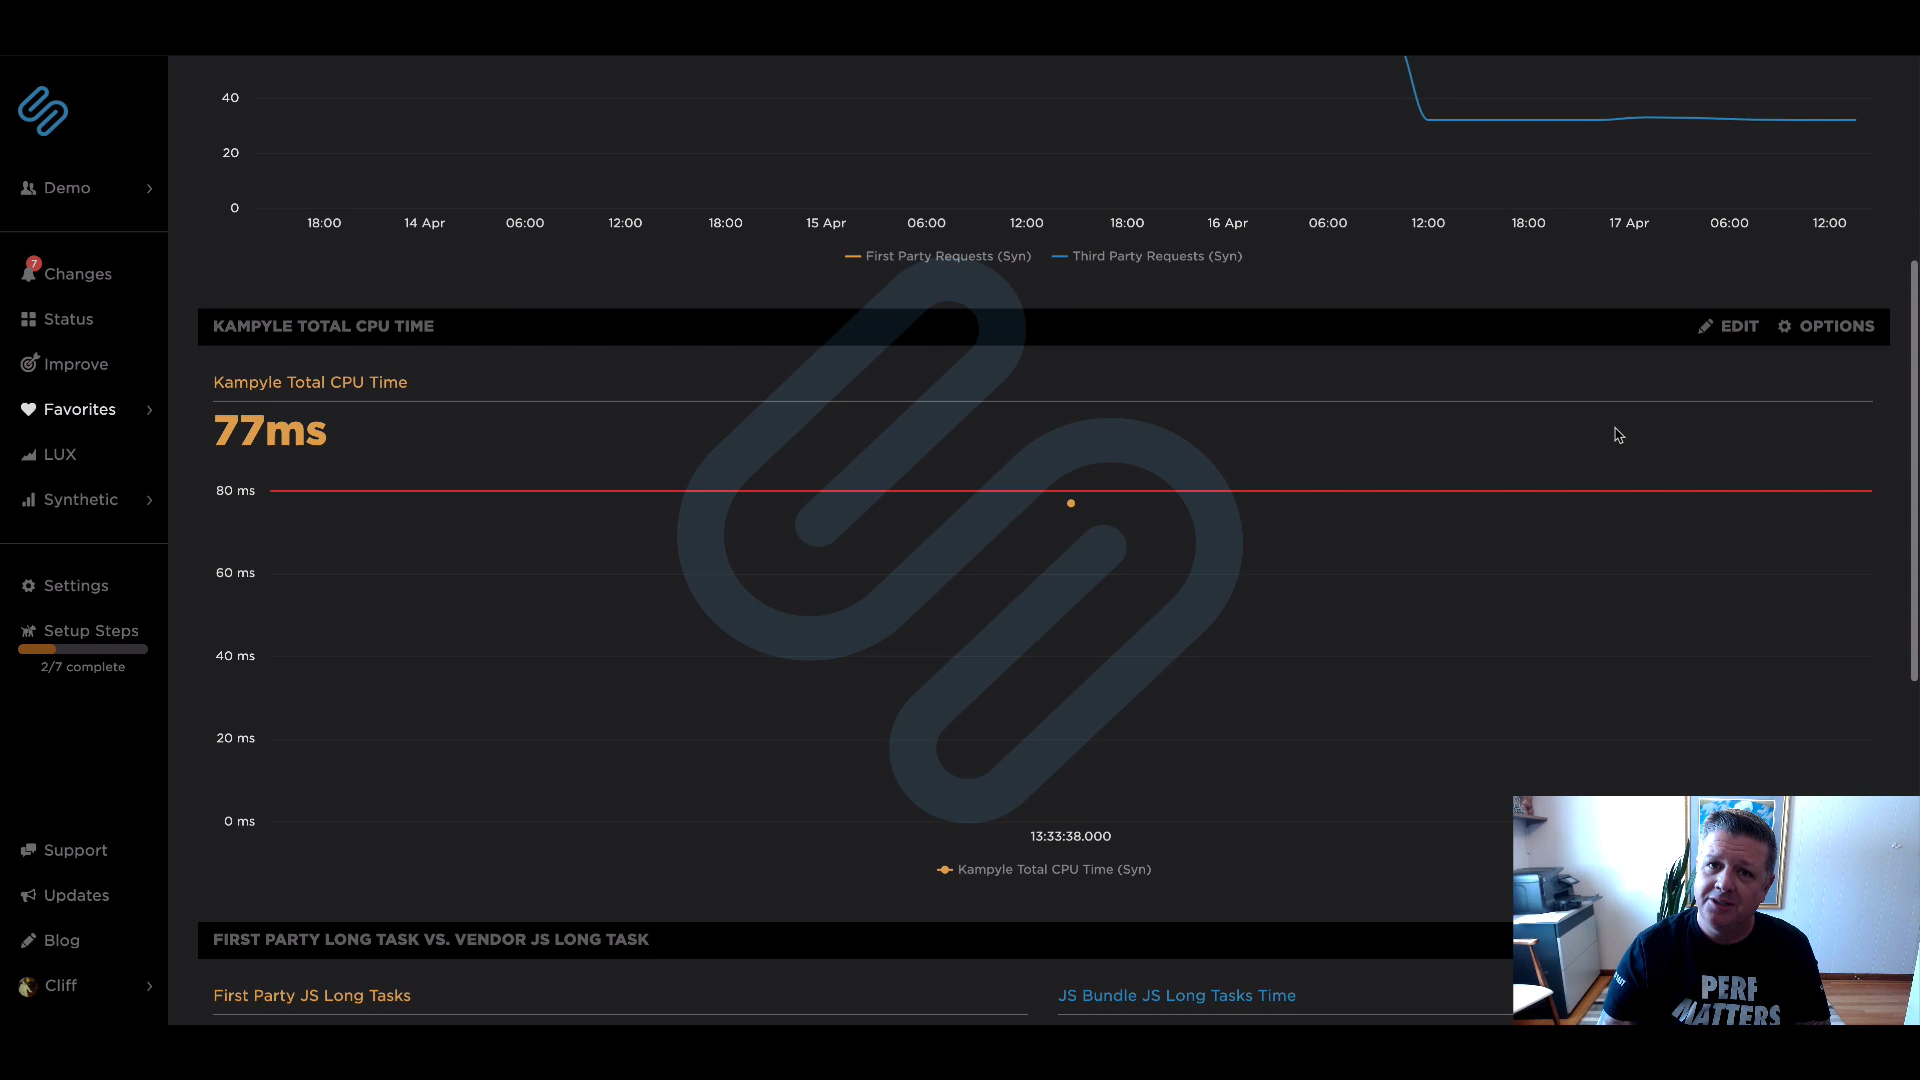 Demo
7
Changes
Status
Improve
Favorites
LUX
Synthetic
Settings
Setup Steps
2/7 complete
Support
Updates
Blog
Cliff
40
20
0
18:00 14 Apr 06:00 12:00 18:00 15 Apr 06:00 12:00 18:00 16 Apr 06:00 12:00 18:00 17 Apr 06:00 12:00
First Party Requests (Syn) Third Party Requests (Syn)
KAMPYLE TOTAL CPU TIME EDIT OPTIONS
Kampyle Total CPU Time
77ms
80 ms
60 ms
40 ms
20 ms
0 ms
13:33:38.000
Kampyle Total CPU Time (Syn)
FIRST PARTY LONG TASK VS. VENDOR JS LONG TASK
First Party JS Long Tasks JS Bundle JS Long Tasks Time
PERF
MATTERS